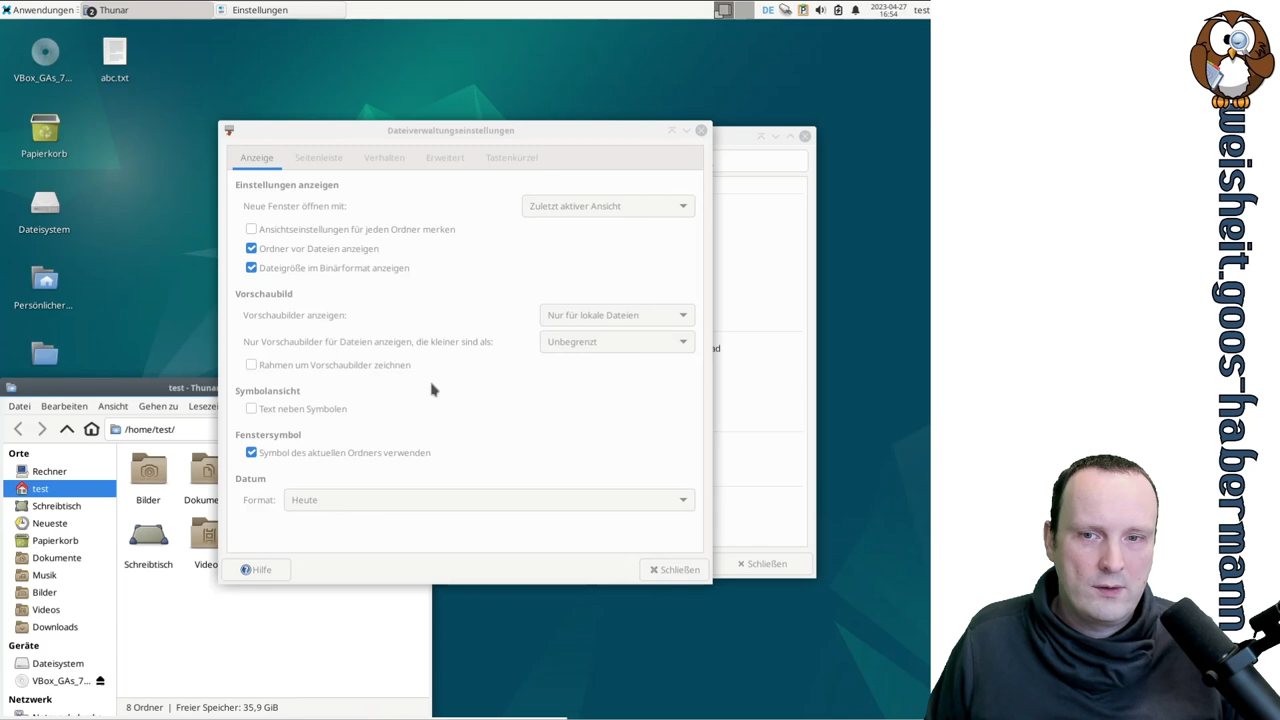 Anwendungen
2 Thunar
Einstellungen
DE
2023-04-27
16:54
test
VBox_GAs_7...
abc.txt
Papierkorb
Dateisystem
Persönlicher...
Dateiverwaltungseinstellungen
Anzeige
Seitenleiste
Verhalten
Erweitert
Tastenkürzel
Einstellungen anzeigen
Neue Fenster öffnen mit:
Zuletzt aktiver Ansicht
Ansichtseinstellungen für jeden Ordner merken
Ordner vor Dateien anzeigen
Dateigröße im Binärformat anzeigen
Vorschaubild
Vorschaubilder anzeigen:
Nur für lokale Dateien
Nur Vorschaubilder für Dateien anzeigen, die kleiner sind als:
Unbegrenzt
Rahmen um Vorschaubilder zeichnen
Symbolansicht
Text neben Symbolen
Fenstersymbol
Symbol des aktuellen Ordners verwenden
Datum
Format:
Heute
Hilfe
Schließen
ad
Schließen
test - Thuna
Datei
Bearbeiten
Ansicht
Gehen zu
Leseze
/home/test/
Orte
Rechner
test
Schreibtisch
Neueste
Papierkorb
Dokumente
Musik
Bilder
Videos
Downloads
Geräte
Dateisystem
VBox_GAs_7...
Netzwerk
Bilder
Dokume
Schreibtisch
Video
8 Ordner | Freier Speicher: 35,9 GiB
weisheit.goos-habermann